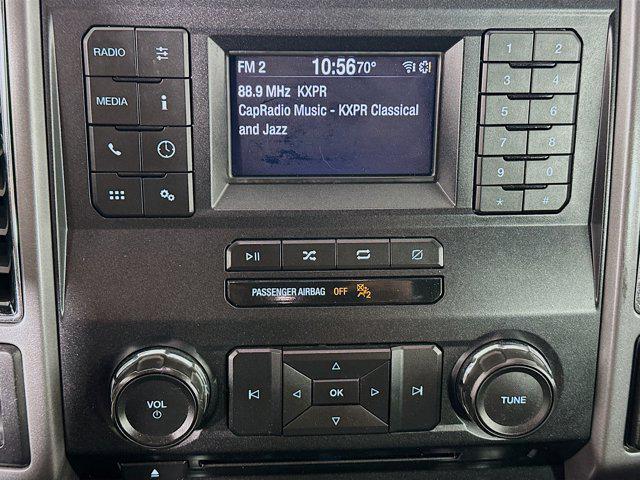 FM 2 10:56 70°
88.9 MHz KXPR
CapRadio Music - KXPR Classical
and Jazz
RADIO
MEDIA i
1 2
3 4
5 6
7 8
9 0
* #
PASSENGER AIRBAG OFF 2
VOL
OK
TUNE